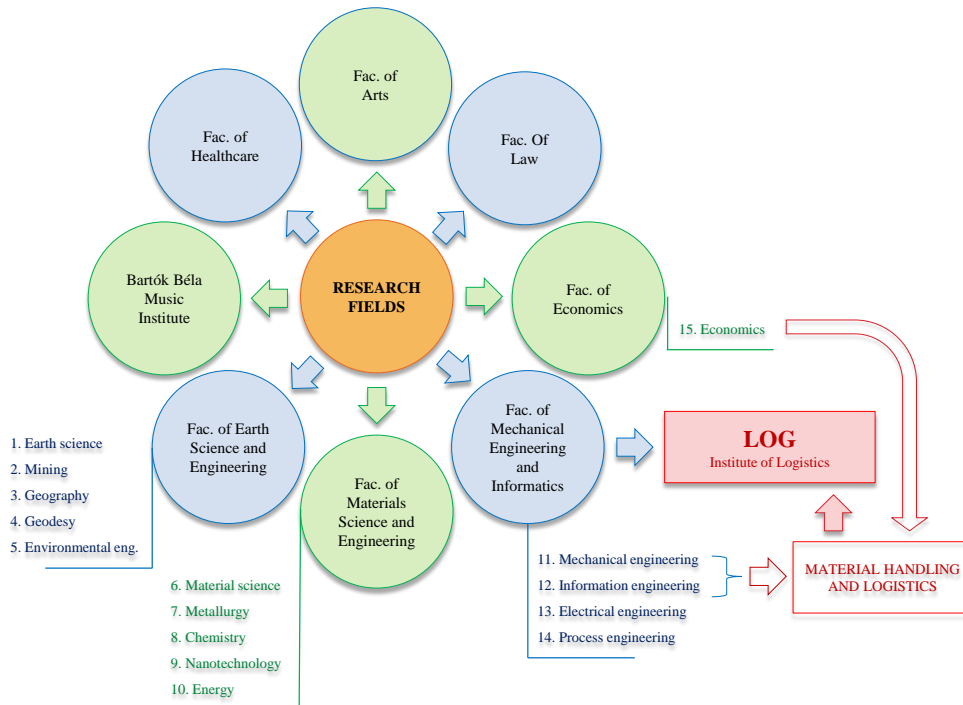 Fac. of
Arts
Fac. of
Healthcare
Fac. Of
Law
Bartók Béla
Music
Institute
RESEARCH
FIELDS
Fac. of
Economics
15. Economics
Fac. of Earth
Science and
Engineering
Fac. of
Materials
Science and
Engineering
Fac. of
Mechanical
Engineering
and
Informatics
LOG
Institute of Logistics
1. Earth science
2. Mining
3. Geography
4. Geodesy
5. Environmental eng.
6. Material science
7. Metallurgy
8. Chemistry
9. Nanotechnology
10. Energy
11. Mechanical engineering
12. Information engineering
13. Electrical engineering
14. Process engineering
MATERIAL HANDLING
AND LOGISTICS